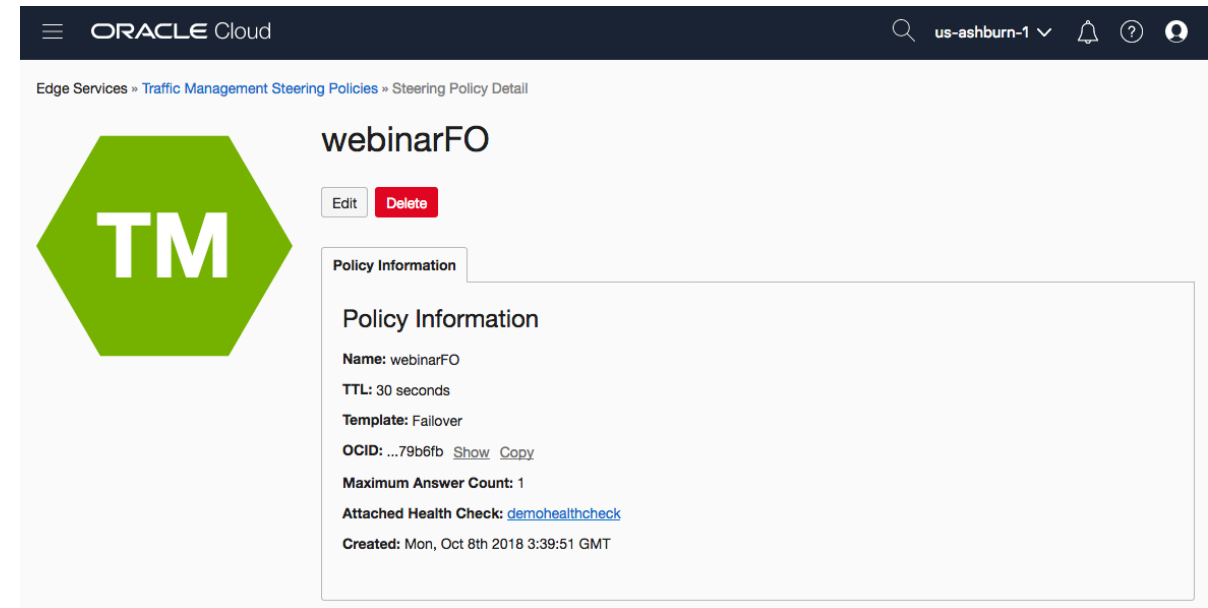 ORACLE Cloud
us-ashburn-1
?
Edge Services » Traffic Management Steering Policies » Steering Policy Detail
TM
webinarFO
Edit Delete
Policy Information
Policy Information
Name: webinarFO
TTL: 30 seconds
Template: Failover
OCID: ...79b6fb Show Copy
Maximum Answer Count: 1
Attached Health Check: demohealthcheck
Created: Mon, Oct 8th 2018 3:39:51 GMT